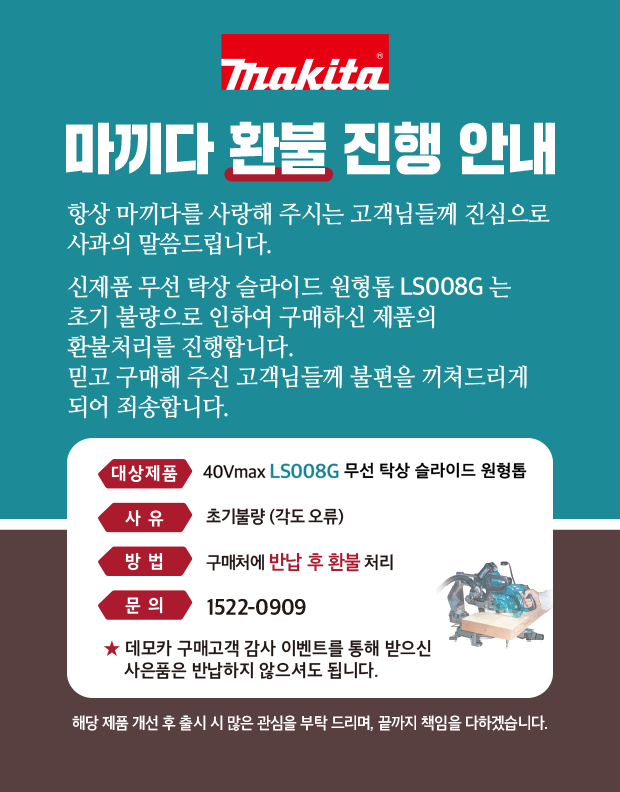 makita®
마끼다 환불 진행 안내
항상 마끼다를 사랑해 주시는 고객님들께 진심으로
사과의 말씀드립니다.
신제품 무선 탁상 슬라이드 원형톱 LS008G 는
초기 불량으로 인하여 구매하신 제품의
환불처리를 진행합니다.
믿고 구매해 주신 고객님들께 불편을 끼쳐드리게
되어 죄송합니다.
대상제품 40Vmax LS008G 무선 탁상 슬라이드 원형톱
사 유 초기불량 (각도 오류)
방 법 구매처에 반납 후 환불 처리
문 의 1522-0909
★ 데모카 구매고객 감사 이벤트를 통해 받으신
사은품은 반납하지 않으셔도 됩니다.
해당 제품 개선 후 출시 시 많은 관심을 부탁 드리며, 끝까지 책임을 다하겠습니다.